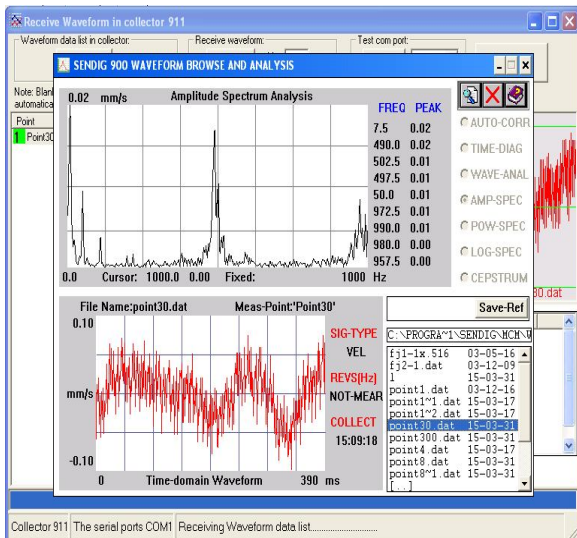 Receive Waveform in collector 911
Waveform data list in collector:
Receive waveform:
Test com port:
SENDIG 900 WAVEFORM BROWSE AND ANALYSIS
Note: Blan
automatica
Point
1 Point30
0.02 mm/s Amplitude Spectrum Analysis
FREQ PEAK
7.5 0.02
490.0 0.02
502.5 0.01
497.5 0.01
50.0 0.01
972.5 0.01
990.0 0.01
980.0 0.00
957.5 0.00
0.0 Cursor: 1000.0 0.00 Fixed: 1000 Hz
AUTO-CORR
TIME-DIAG
WAVE-ANAL
AMP-SPEC
POW-SPEC
LOG-SPEC
CEPSTRUM
30.dat
File Name:point30.dat Meas-Point:'Point30'
0.10
mm/s
-0.10
0 Time-domain Waveform 390 ms
SIG-TYPE
VEL
REVS(Hz)
NOT-MEAR
COLLECT
15:09:18
Save-Ref
C:\PROGRA~1\SENDIG\MCM\W
fj1-1x.516 03-05-16
fj2-1.dat 03-12-09
l 15-03-31
point1.dat 03-12-16
point1~1.dat 15-03-17
point1~2.dat 15-03-17
point30.dat 15-03-31
point300.dat 15-03-31
point4.dat 15-03-17
point8.dat 15-03-31
point8~1.dat 15-03-31
[..]
Collector 911 The serial ports COM1 Receiving Waveform data list..............................